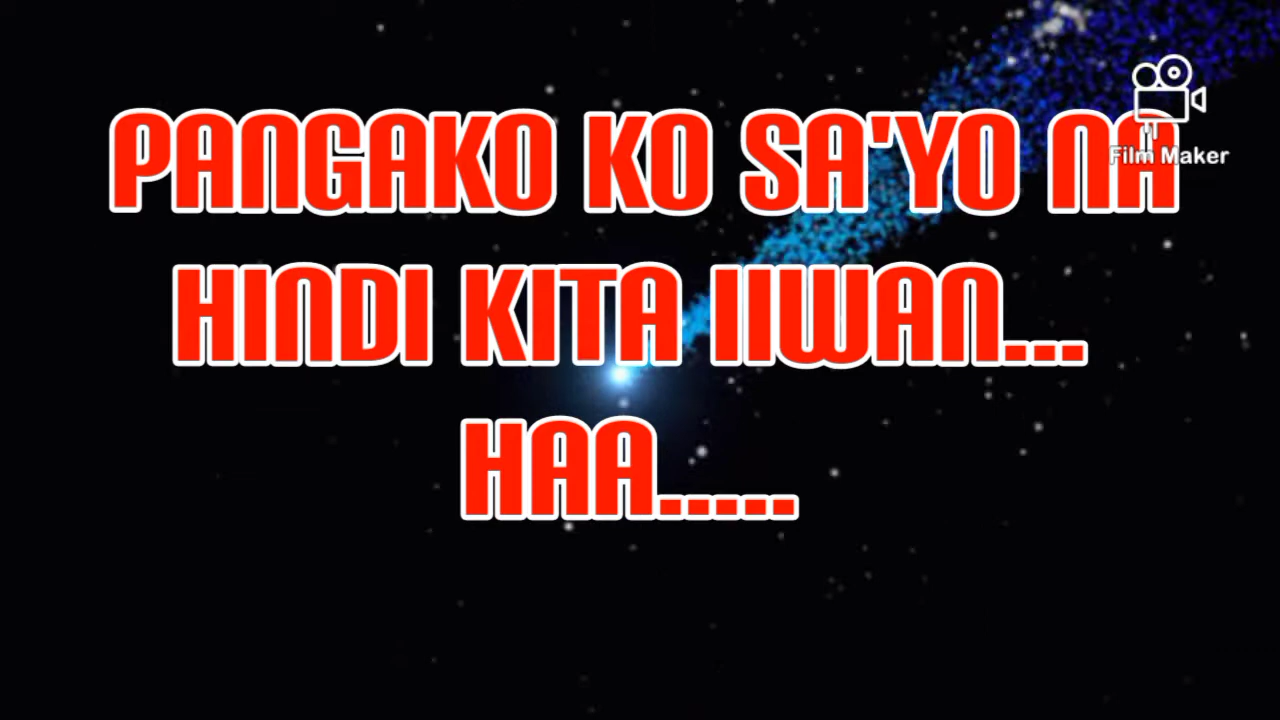 PANGAKO KO SA'YO NA
Film Maker
HINDI KITA IIWAN...
HAA.....